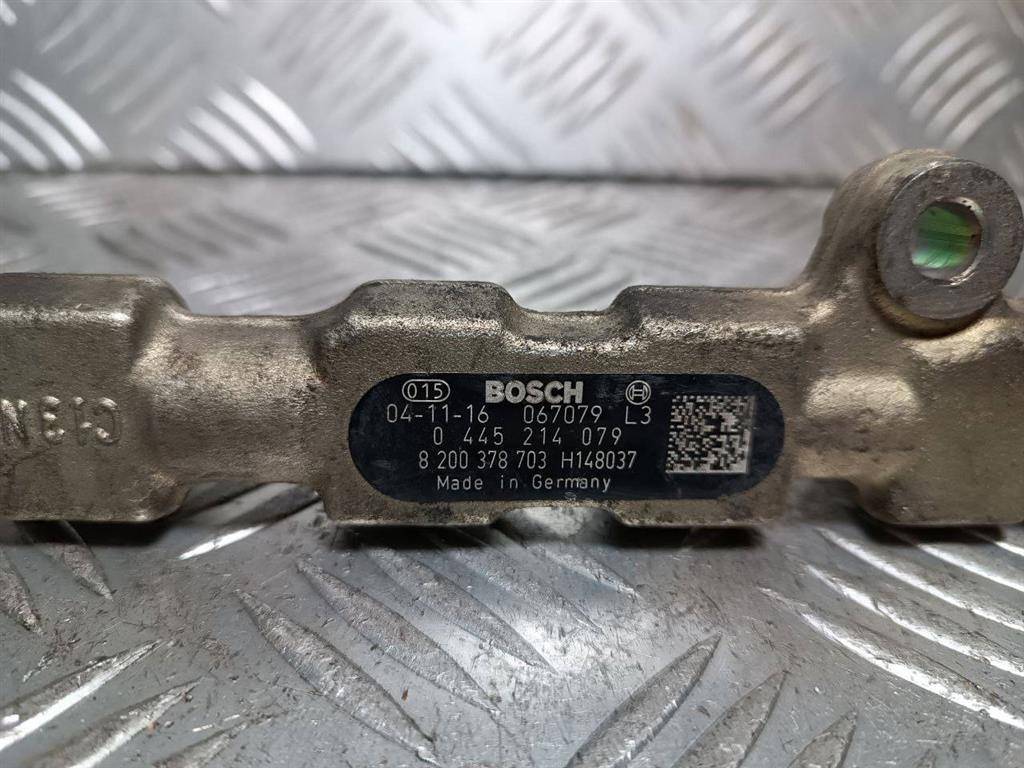 015 BOSCH
04-11-16 067079 L3
0 445 214 079
8 200 378 703 H148037
Made in Germany